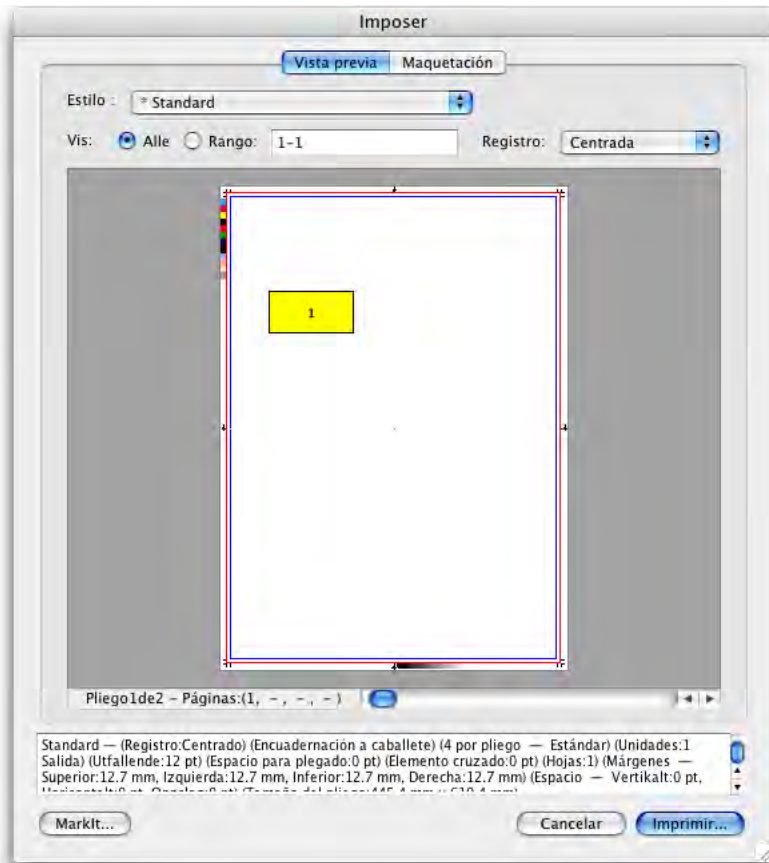 Imposer
Vista previa Maquetación
Estilo : * Standard
Vis: Alle Rango: 1-1 Registro: Centrada
1
Pliego1de2 – Páginas:(1, – , – , – )
Standard — (Registro:Centrado) (Encuadernación a caballete) (4 por pliego — Estándar) (Unidades:1
Salida) (Utfallende:12 pt) (Espacio para plegado:0 pt) (Elemento cruzado:0 pt) (Hojas:1) (Márgenes —
Superior:12.7 mm, Izquierda:12.7 mm, Inferior:12.7 mm, Derecha:12.7 mm) (Espacio — Vertikalt:0 pt,
MarkIt... Cancelar Imprimir...